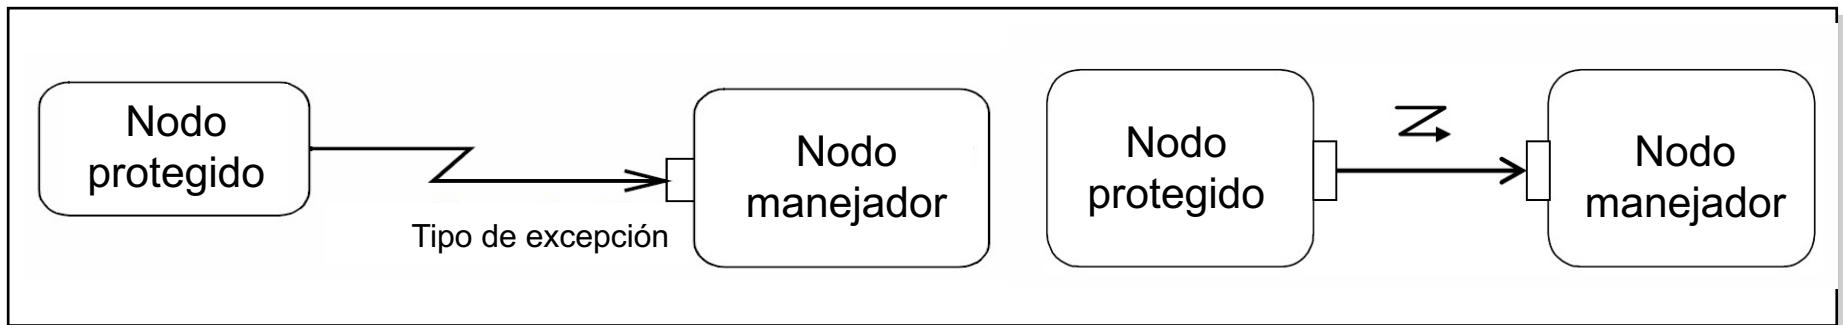 Nodo
protegido
Tipo de excepción
Nodo
manejador
Nodo
protegido
Nodo
manejador